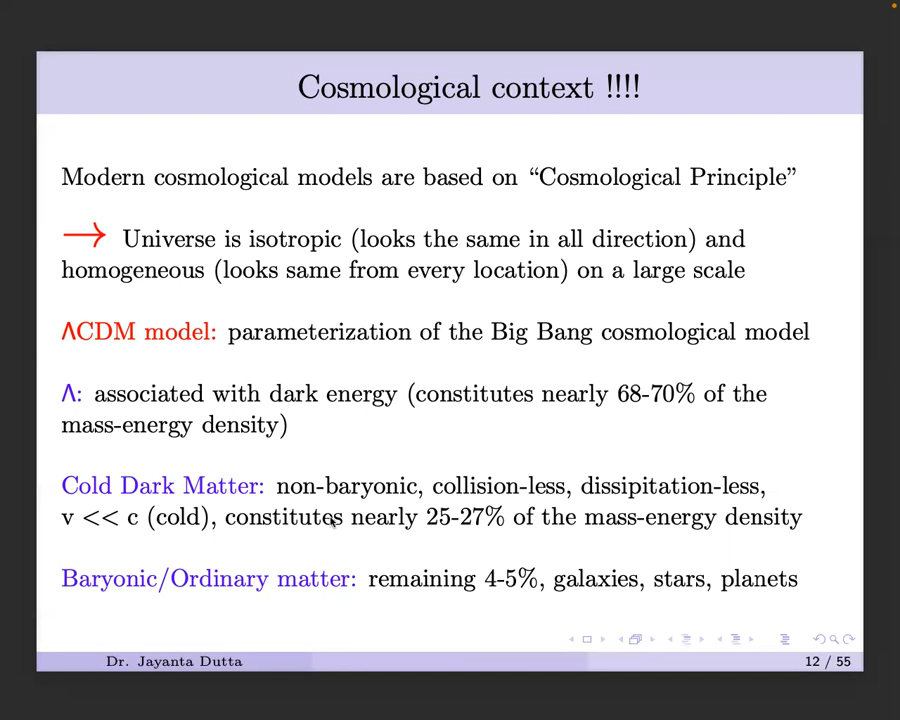 Cosmological context !!!!
Modern cosmological models are based on “Cosmological Principle”
→ Universe is isotropic (looks the same in all direction) and
homogeneous (looks same from every location) on a large scale
ΛCDM model: parameterization of the Big Bang cosmological model
Λ: associated with dark energy (constitutes nearly 68-70% of the
mass-energy density)
Cold Dark Matter: non-baryonic, collision-less, dissipitation-less,
v << c (cold), constitutes nearly 25-27% of the mass-energy density
Baryonic/Ordinary matter: remaining 4-5%, galaxies, stars, planets
Dr. Jayanta Dutta
12 / 55